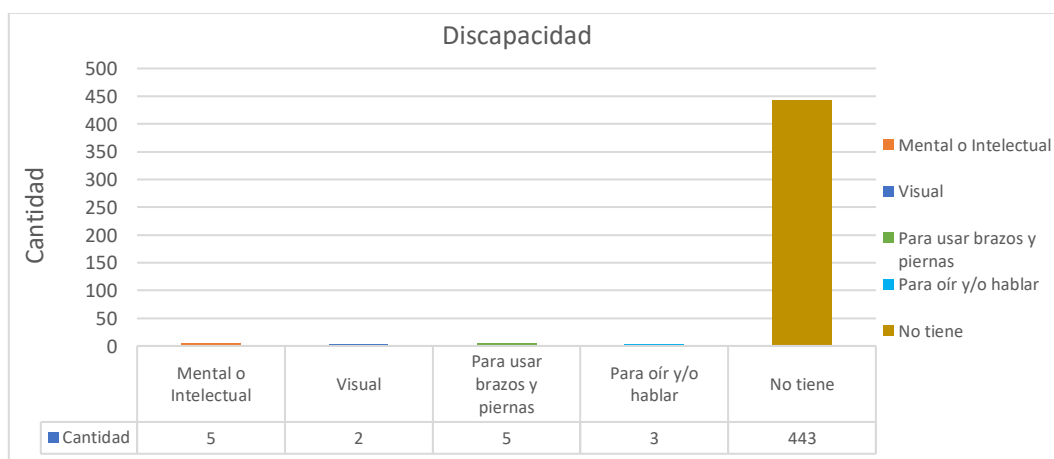 Discapacidad
Cantidad
500
450
400
350
300
250
200
150
100
50
0
Mental o Intelectual
Visual
Para usar brazos y piernas
Para oír y/o hablar
No tiene
Cantidad 5 2 5 3 443
Mental o Intelectual
Visual
Para usar brazos y
piernas
Para oír y/o hablar
No tiene